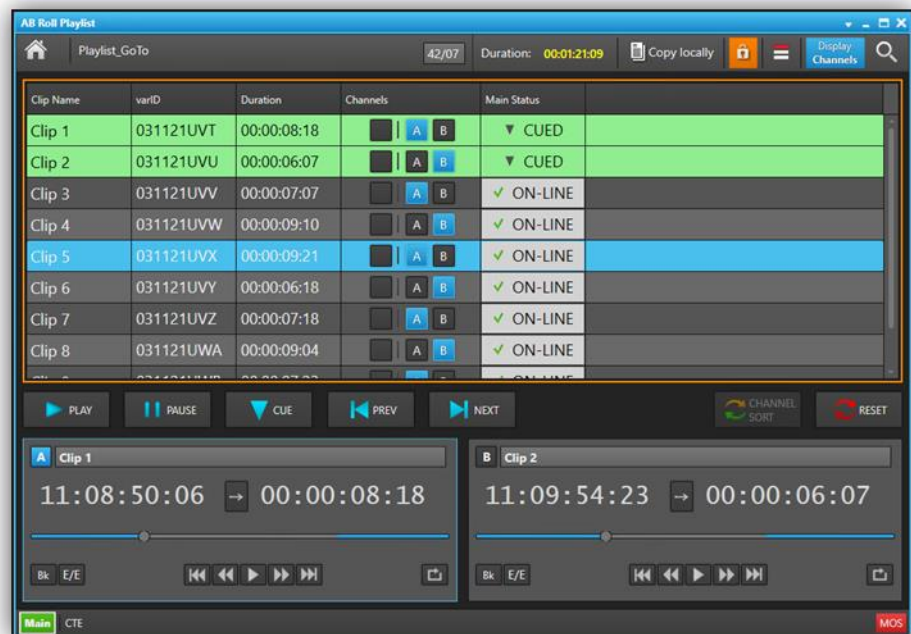 AB Roll Playlist
Playlist_GoTo 42/07 Duration: 00:01:21:09 Copy locally Display Channels
Clip Name varID Duration Channels Main Status
Clip 1 031121UVT 00:00:08:18 A B CUED
Clip 2 031121UVU 00:00:06:07 A B CUED
Clip 3 031121UVV 00:00:07:07 A B ON-LINE
Clip 4 031121UVW 00:00:09:10 A B ON-LINE
Clip 5 031121UVX 00:00:09:21 A B ON-LINE
Clip 6 031121UVY 00:00:06:18 A B ON-LINE
Clip 7 031121UVZ 00:00:07:18 A B ON-LINE
Clip 8 031121UWA 00:00:09:04 A B ON-LINE
PLAY PAUSE CUE PREV NEXT CHANNEL SORT RESET
A Clip 1 B Clip 2
11:08:50:06 → 00:00:08:18 11:09:54:23 → 00:00:06:07
Bk E/E Bk E/E
Main CTE MOS